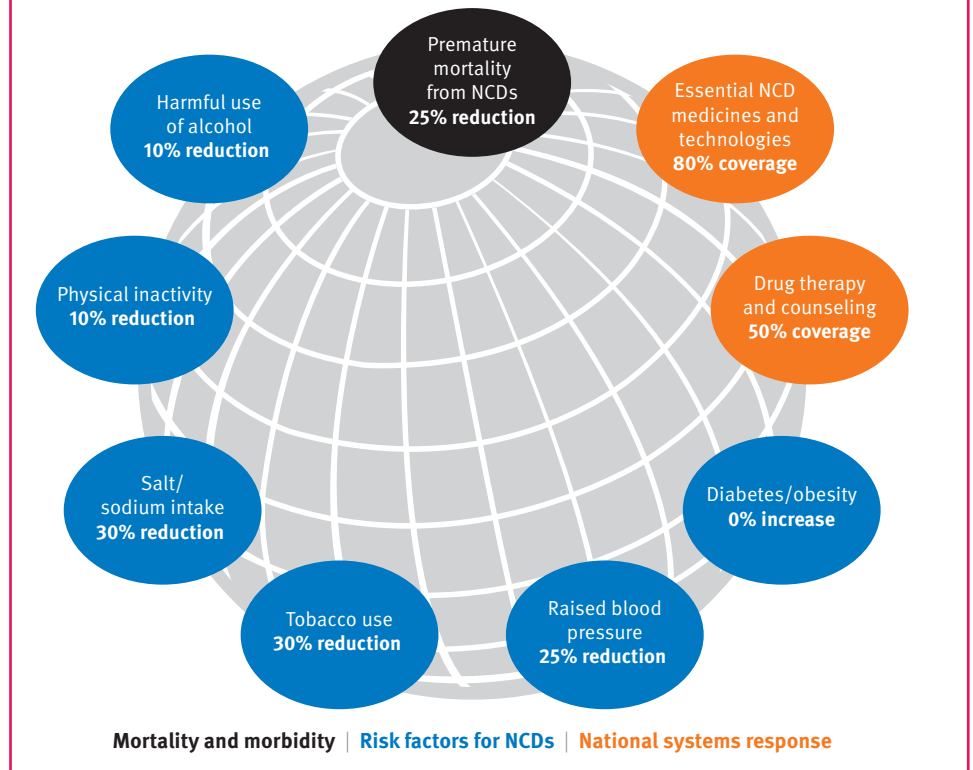 Premature
mortality
from NCDs
25% reduction
Essential NCD
medicines and
technologies
80% coverage
Drug therapy
and counseling
50% coverage
Diabetes/obesity
0% increase
Raised blood
pressure
25% reduction
Tobacco use
30% reduction
Salt/
sodium intake
30% reduction
Physical inactivity
10% reduction
Harmful use
of alcohol
10% reduction
Mortality and morbidity | Risk factors for NCDs | National systems response